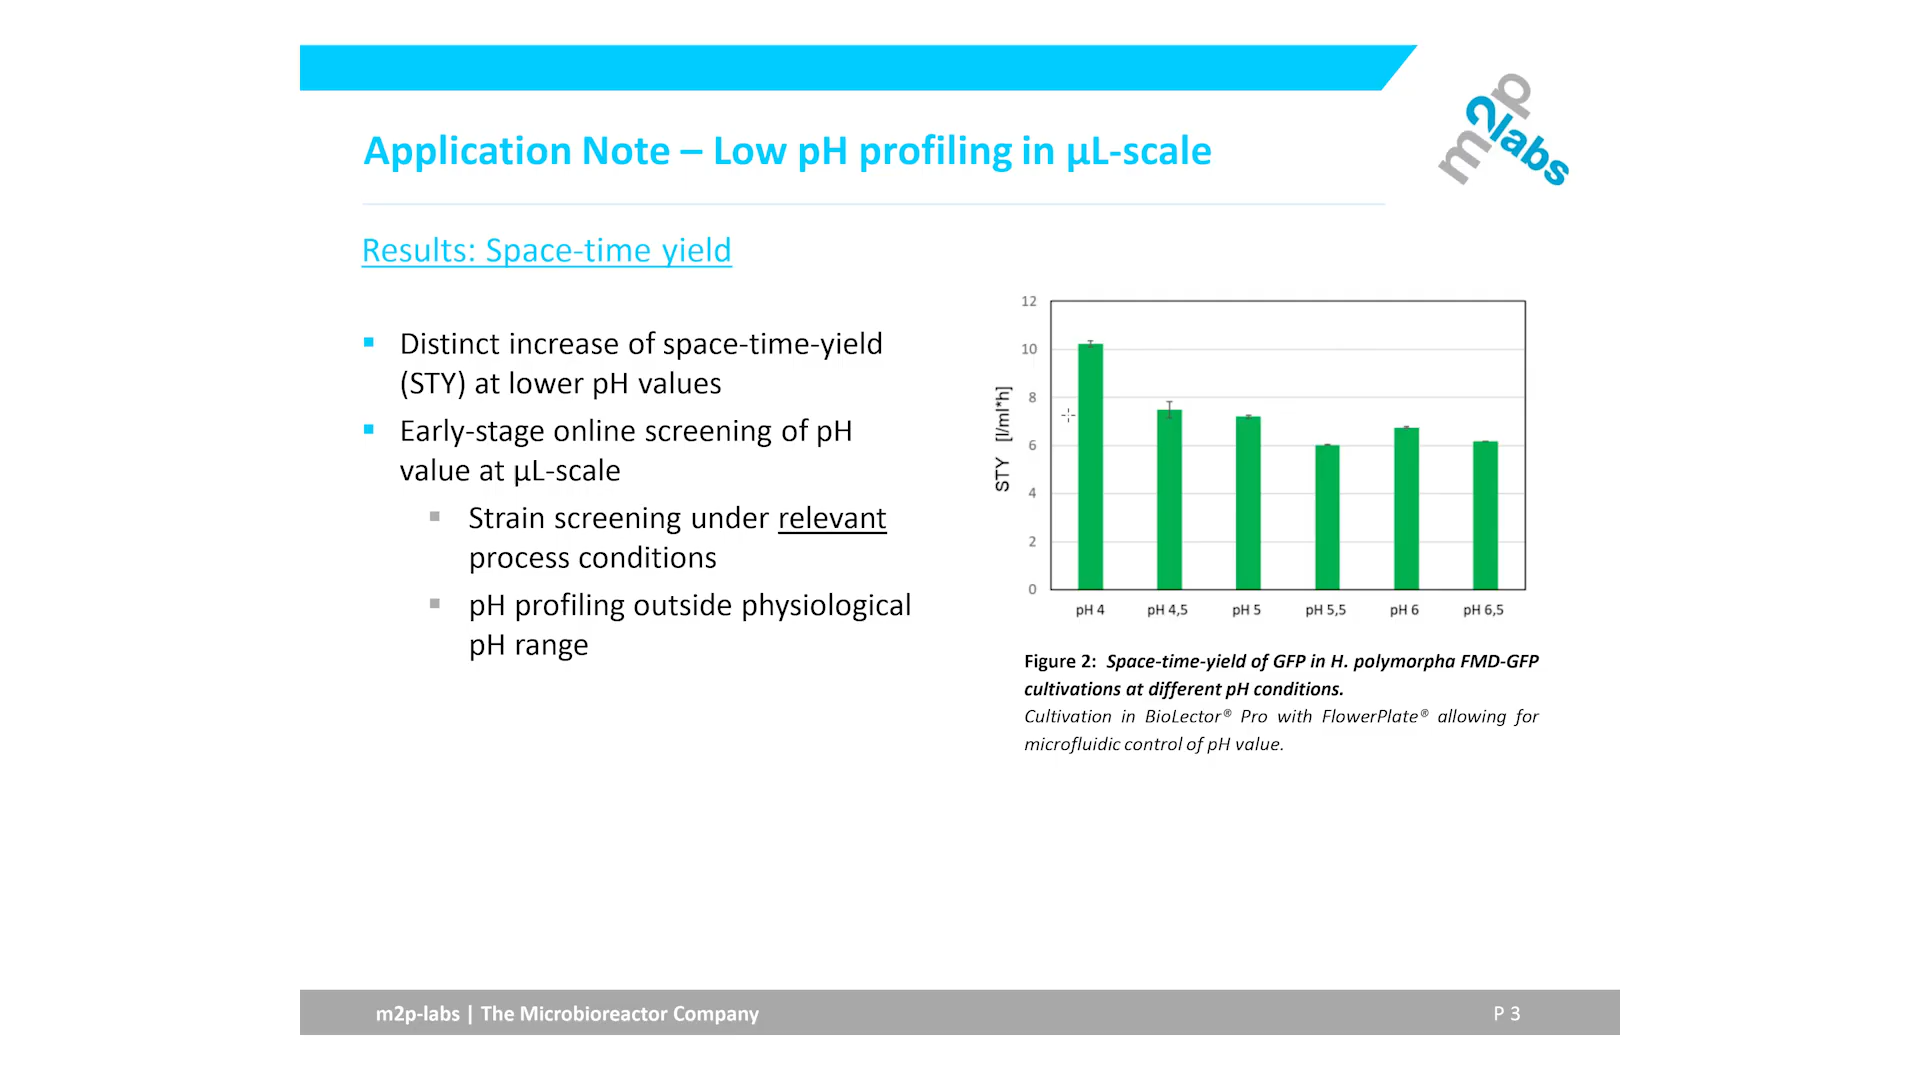 m2p
labs
Application Note – Low pH profiling in µL-scale
Results: Space-time yield
Distinct increase of space-time-yield
(STY) at lower pH values
Early-stage online screening of pH
value at µL-scale
Strain screening under relevant
process conditions
pH profiling outside physiological
pH range
STY [l/ml*h]
12
10
8
6
4
2
0
pH 4 pH 4,5 pH 5 pH 5,5 pH 6 pH 6,5
Figure 2: Space-time-yield of GFP in H. polymorpha FMD-GFP
cultivations at different pH conditions.
Cultivation in BioLector® Pro with FlowerPlate® allowing for
microfluidic control of pH value.
m2p-labs | The Microbioreactor Company
P 3